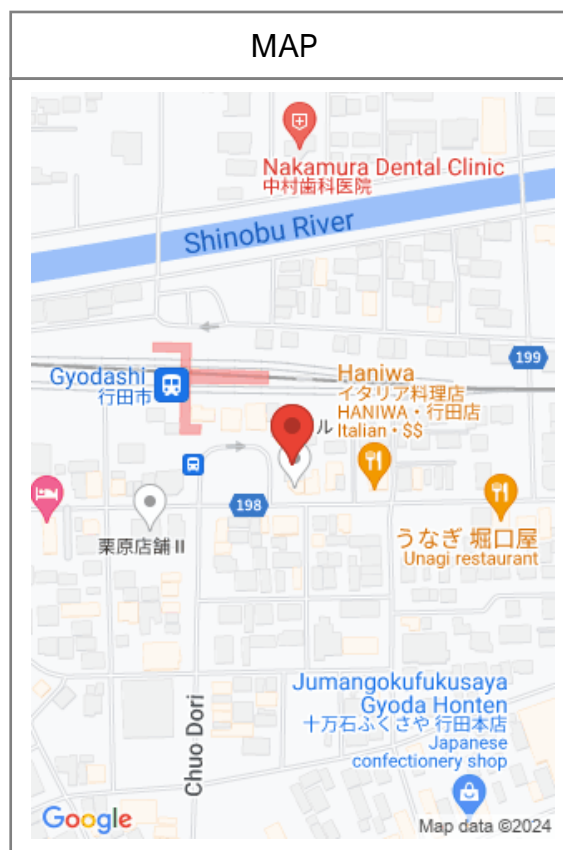 MAP
Nakamura Dental Clinic
中村歯科医院
Shinobu River
199
Gyodashi
行田市
Haniwa
イタリア料理店
HANIWA・行田店
Italian・$$
ル
198
栗原店舗 II
うなぎ 堀口屋
Unagi restaurant
Chuo Dori
Jumangokufukusaya
Gyoda Honten
十万石ふくさや 行田本店
Japanese
confectionery shop
Google
Map data ©2024